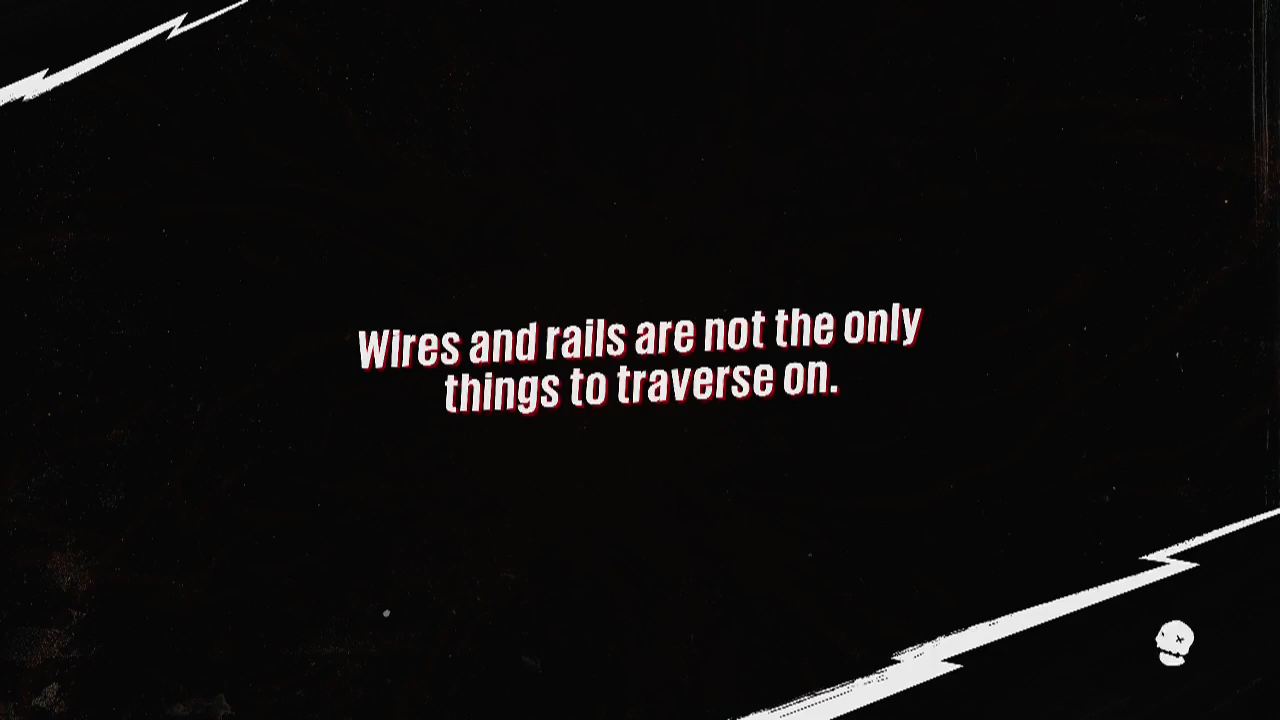 Wires and rails are not the only
things to traverse on.